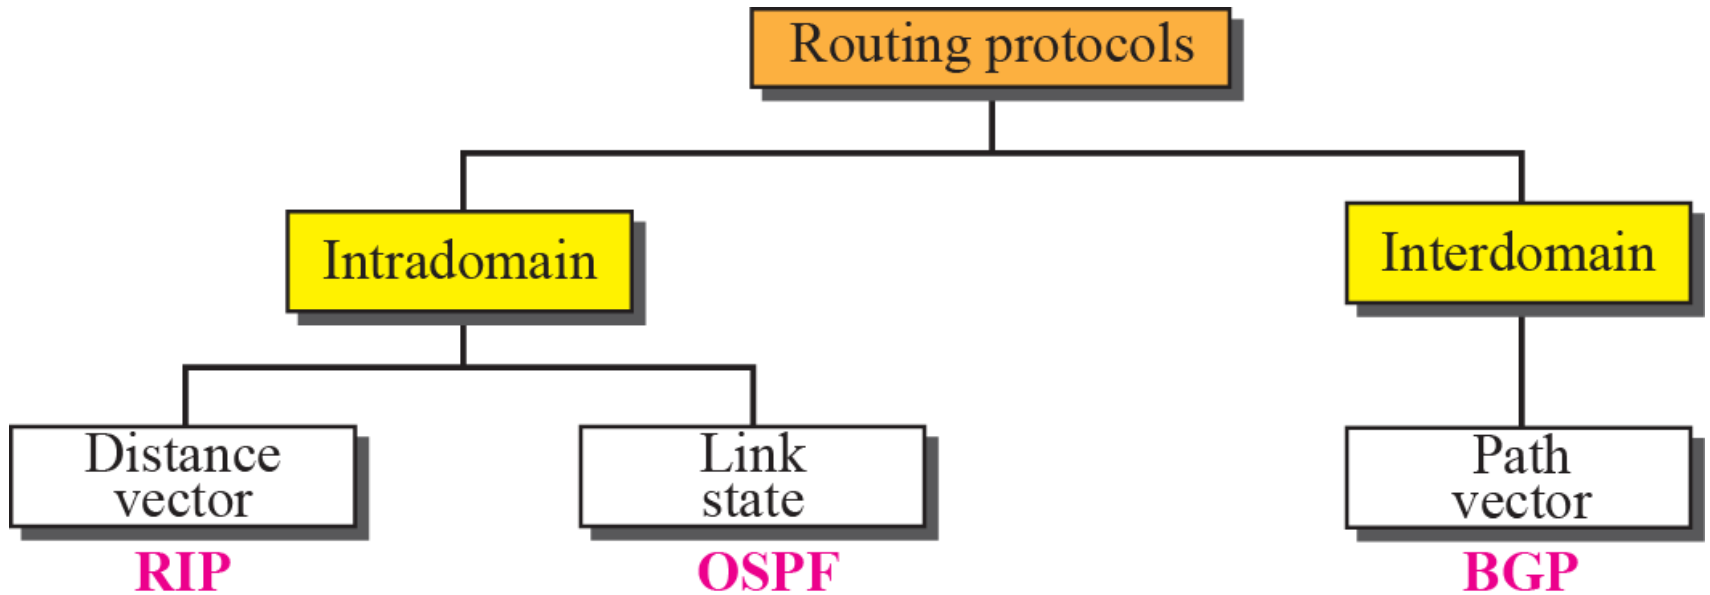 Routing protocols
Intradomain
Interdomain
Distance
vector
Link
state
Path
vector
RIP
OSPF
BGP